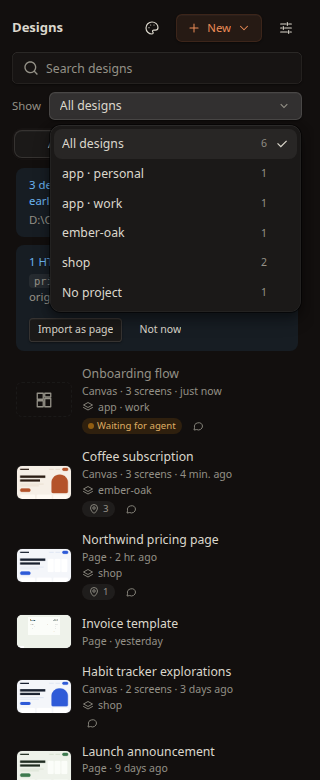 Designs
New
Search designs
Show
All designs
All designs 6
app · personal 1
app · work 1
ember-oak 1
shop 2
No project 1
3 de
earl
D:\C
1 HT
pr
orig
Import as page
Not now
Onboarding flow
Canvas · 3 screens · just now
app · work
Waiting for agent
Coffee subscription
Canvas · 3 screens · 4 min. ago
ember-oak
3
Northwind pricing page
Page · 2 hr. ago
shop
1
Invoice template
Page · yesterday
Habit tracker explorations
Canvas · 2 screens · 3 days ago
shop
Launch announcement
Page · 9 days ago